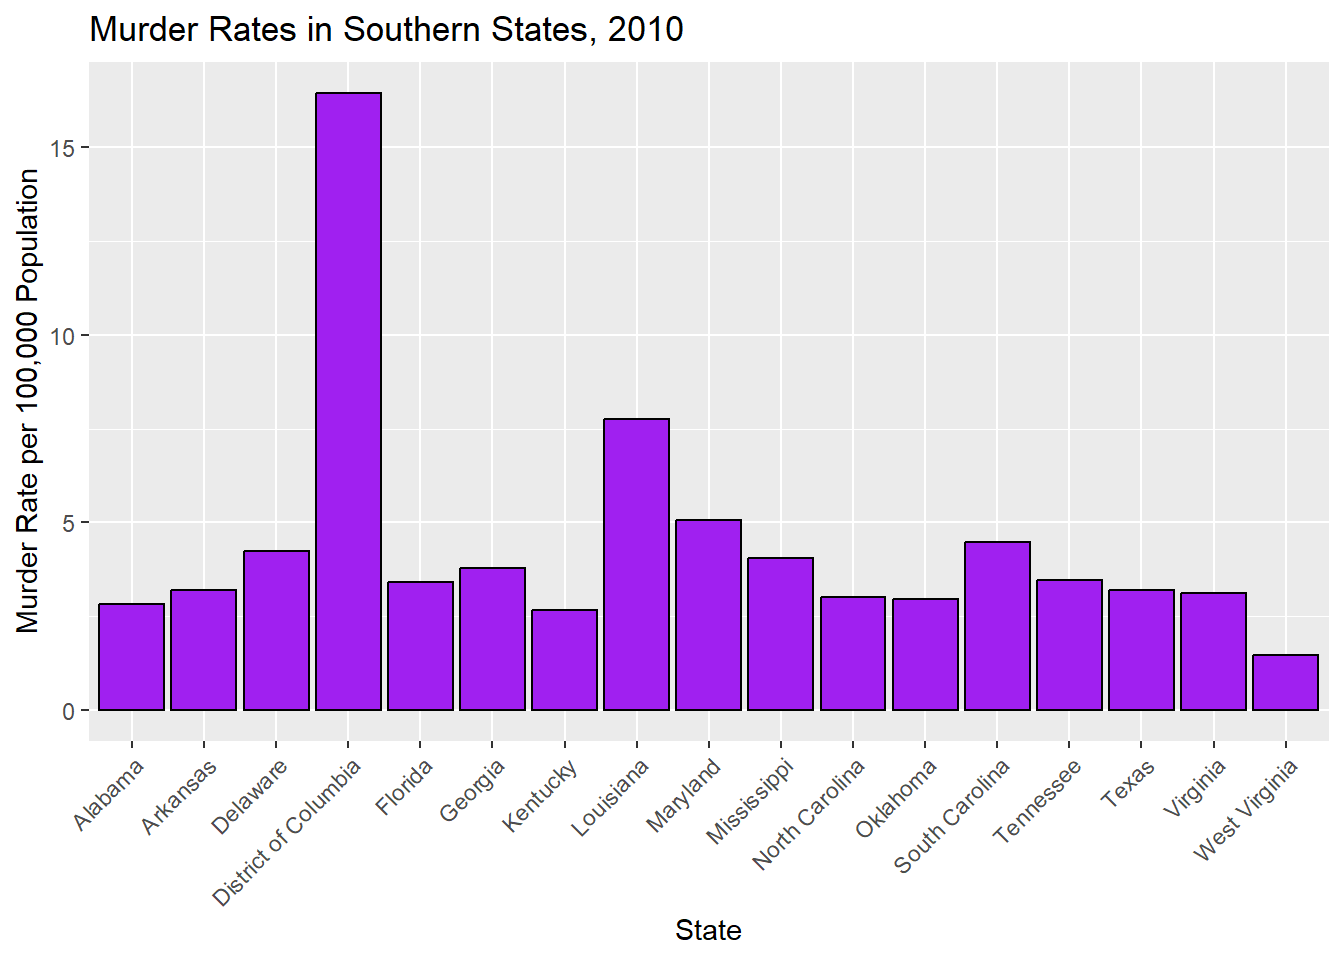 Murder Rates in Southern States, 2010
Murder Rate per 100,000 Population
15
10
5
0
Alabama
Arkansas
Delaware
District of Columbia
Florida
Georgia
Kentucky
Louisiana
Maryland
Mississippi
North Carolina
Oklahoma
South Carolina
Tennessee
Texas
Virginia
West Virginia
State